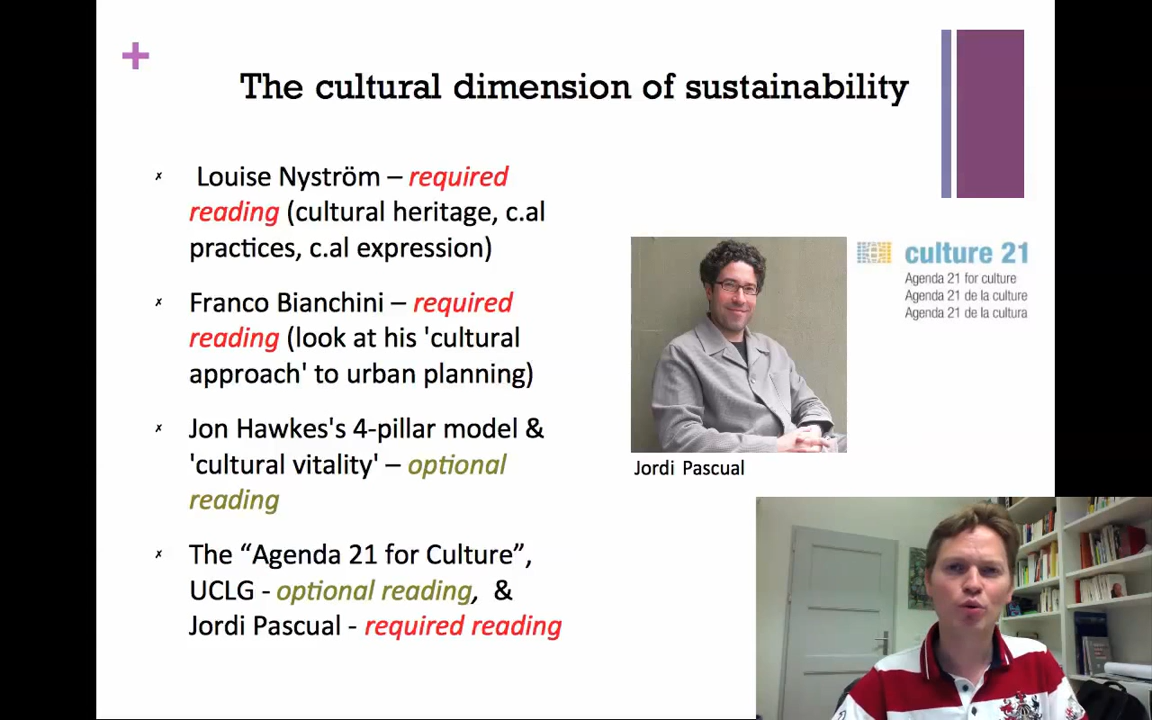 +
The cultural dimension of sustainability
✗ Louise Nyström – required
reading (cultural heritage, c.al
practices, c.al expression)
✗ Franco Bianchini – required
reading (look at his 'cultural
approach' to urban planning)
✗ Jon Hawkes's 4-pillar model &
'cultural vitality' – optional
reading
✗ The “Agenda 21 for Culture”,
UCLG - optional reading, &
Jordi Pascual - required reading
culture 21
Agenda 21 for culture
Agenda 21 de la culture
Agenda 21 de la cultura
Jordi Pascual